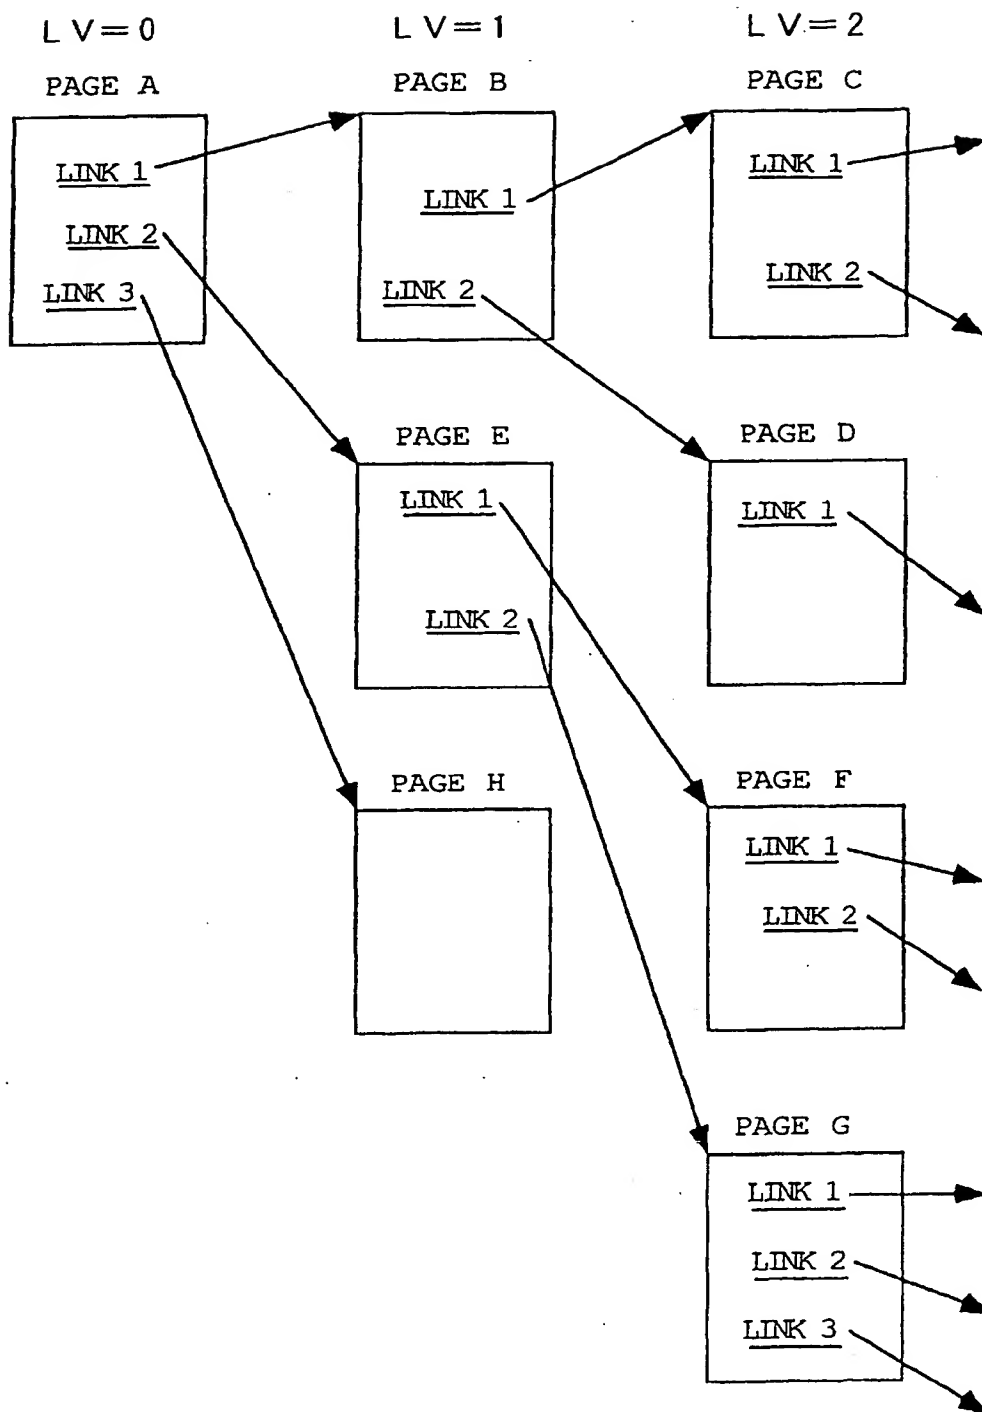 LV=0
LV=1
LV=2
PAGE A
PAGE B
PAGE C
LINK 1
LINK 2
LINK 3
LINK 1
LINK 2
LINK 1
LINK 2
PAGE E
PAGE D
LINK 1
LINK 2
LINK 1
PAGE H
PAGE F
LINK 1
LINK 2
PAGE G
LINK 1
LINK 2
LINK 3